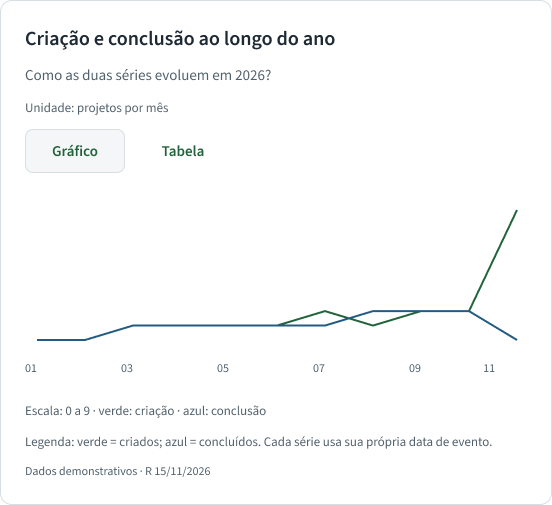 Criação e conclusão ao longo do ano
Como as duas séries evoluem em 2026?
Unidade: projetos por mês
Gráfico Tabela
01 03 05 07 09 11
Escala: 0 a 9 · verde: criação · azul: conclusão
Legenda: verde = criados; azul = concluídos. Cada série usa sua própria data de evento.
Dados demonstrativos · R 15/11/2026